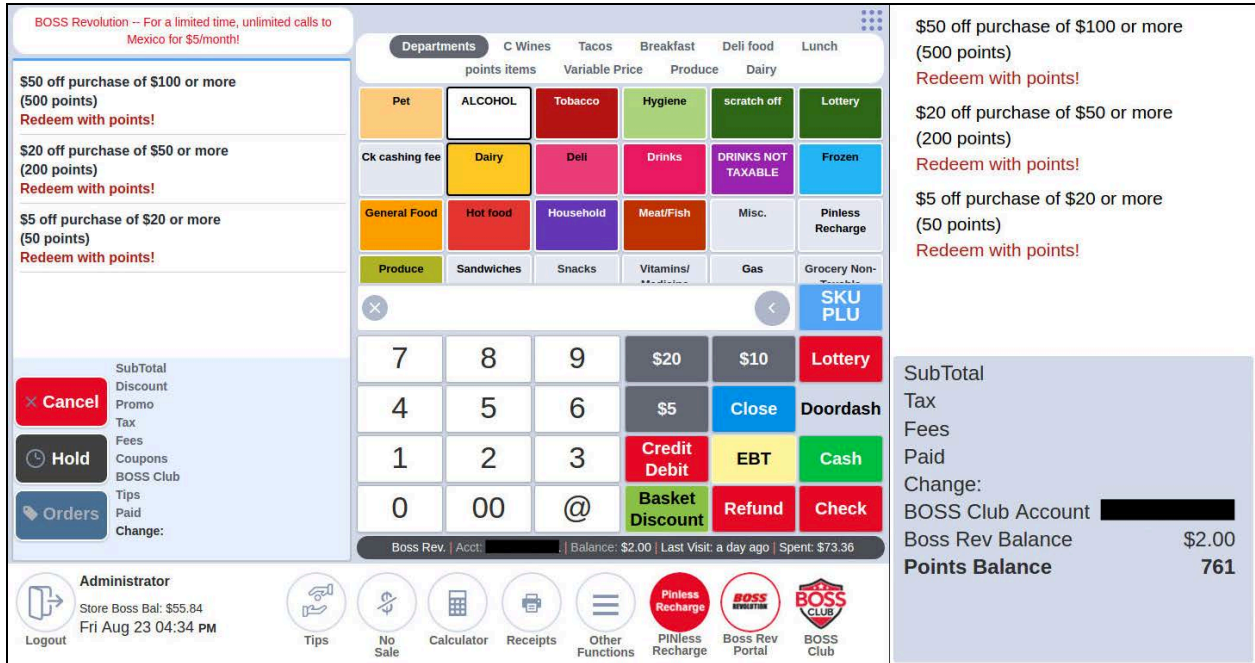 BOSS Revolution -- For a limited time, unlimited calls to
Mexico for $5/month!
$50 off purchase of $100 or more
(500 points)
Redeem with points!
$20 off purchase of $50 or more
(200 points)
Redeem with points!
$5 off purchase of $20 or more
(50 points)
Redeem with points!
Cancel
Hold
Orders
SubTotal
Discount
Promo
Tax
Fees
Coupons
BOSS Club
Tips
Paid
Change:
Departments C Wines Tacos Breakfast Deli food Lunch
points items Variable Price Produce Dairy
Pet ALCOHOL Tobacco Hygiene scratch off Lottery
Ck cashing fee Dairy Deli Drinks DRINKS NOT TAXABLE Frozen
General Food Hot food Household Meat/Fish Misc. Pinless Recharge
Produce Sandwiches Snacks Vitamins/ Gas Grocery Non-
SKU
PLU
7 8 9 $20 $10 Lottery
4 5 6 $5 Close Doordash
1 2 3 Credit Debit EBT Cash
0 00 @ Basket Discount Refund Check
Boss Rev. | Acct: | Balance: $2.00 | Last Visit: a day ago | Spent: $73.36
Logout
Administrator
Store Boss Bal: $55.84
Fri Aug 23 04:34 PM
Tips
No Sale
Calculator
Receipts
Other Functions
Pinless Recharge
PINless Recharge
BOSS REVOLUTION
Boss Rev Portal
BOSS CLUB
BOSS Club
$50 off purchase of $100 or more
(500 points)
Redeem with points!
$20 off purchase of $50 or more
(200 points)
Redeem with points!
$5 off purchase of $20 or more
(50 points)
Redeem with points!
SubTotal
Tax
Fees
Paid
Change:
BOSS Club Account
Boss Rev Balance $2.00
Points Balance 761